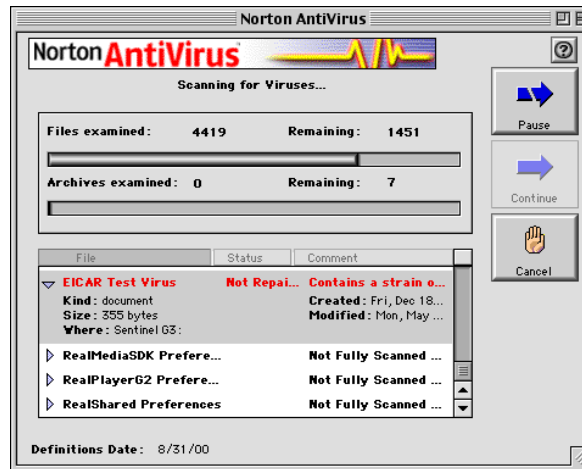 Norton AntiVirus
Norton AntiVirus
Scanning for Viruses...
Files examined: 4419 Remaining: 1451
Archives examined: 0 Remaining: 7
Pause
Continue
Cancel
File Status Comment
EICAR Test Virus Not Repai... Contains a strain o...
Kind: document Created: Fri, Dec 18...
Size: 355 bytes Modified: Mon, May ...
Where: Sentinel G3:
RealMediaSDK Prefere... Not Fully Scanned ...
RealPlayerG2 Prefere... Not Fully Scanned ...
RealShared Preferences Not Fully Scanned ...
Definitions Date: 8/31/00